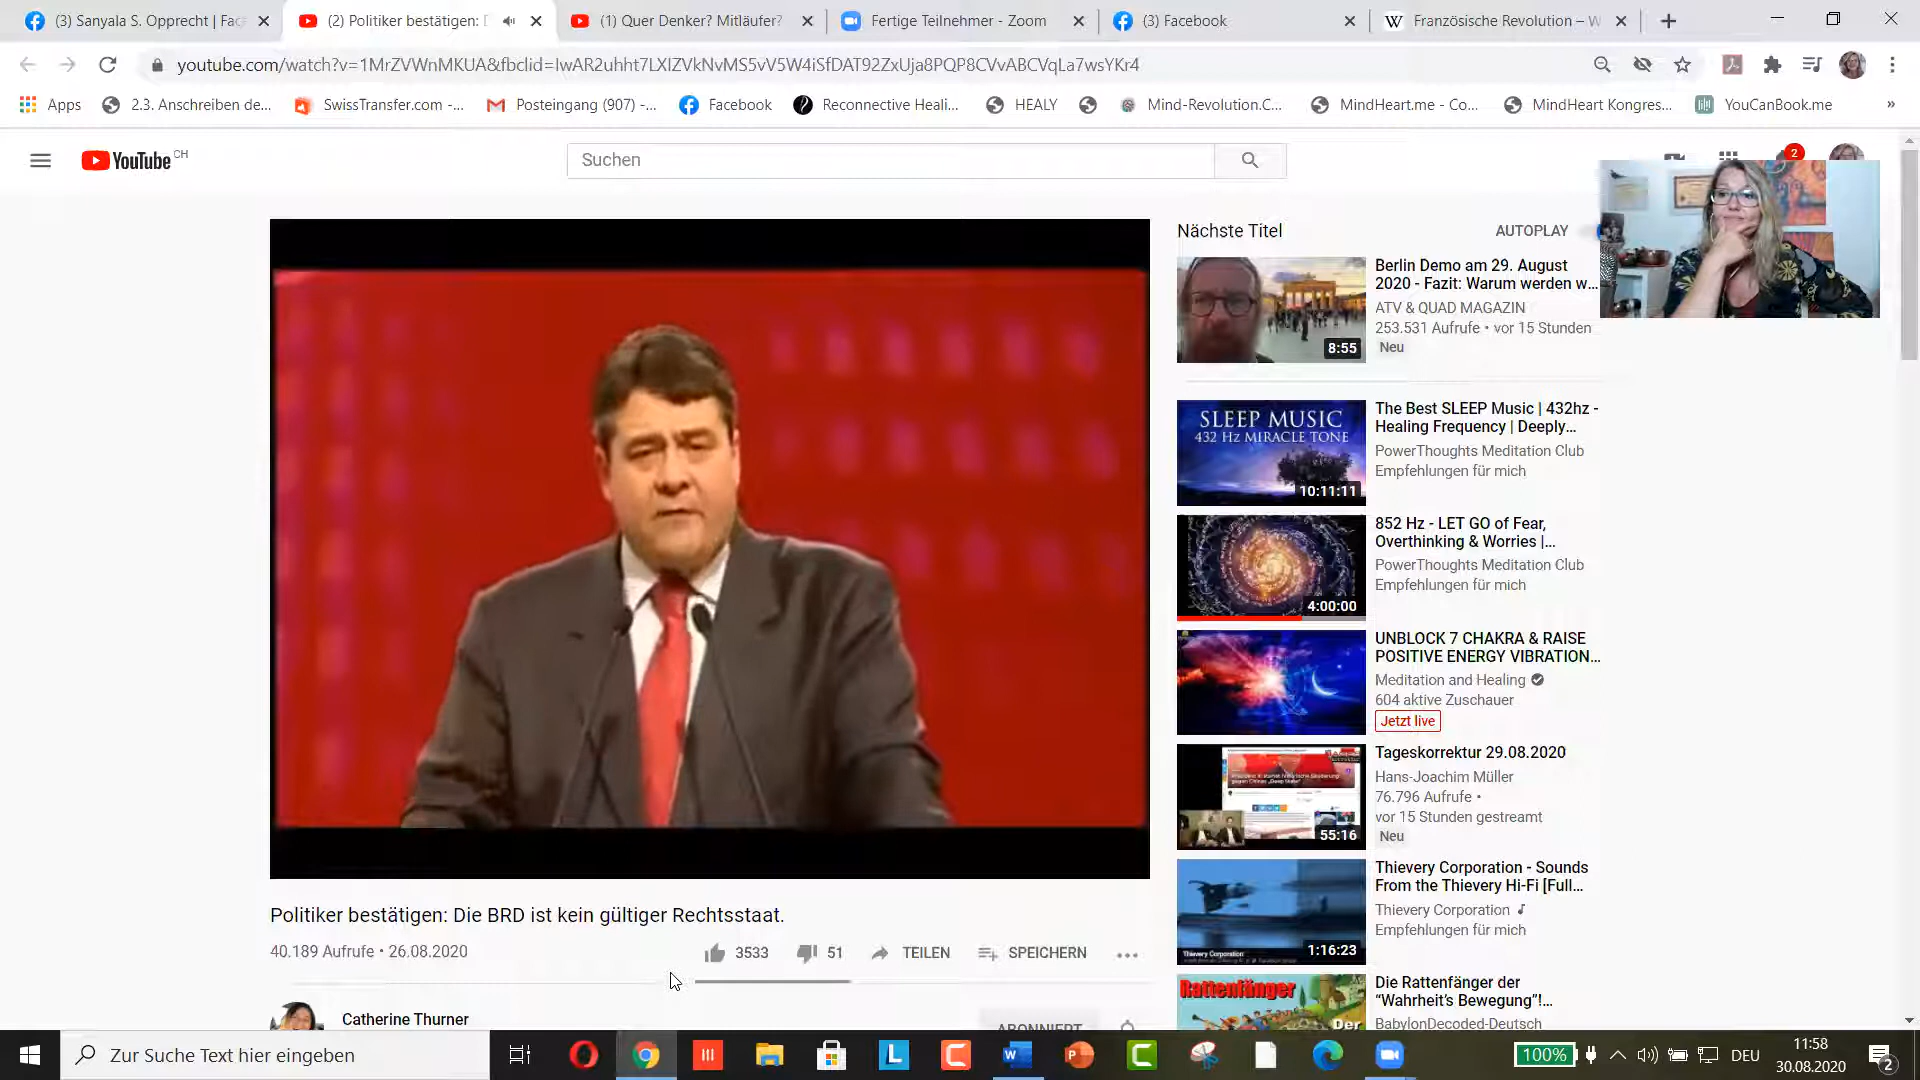 (3) Sanyala S. Opprecht | Fac
(2) Politiker bestätigen: D
(1) Quer Denker? Mitläufer?
Fertige Teilnehmer - Zoom
(3) Facebook
W Französische Revolution – W
youtube.com/watch?v=1MrZVWnMKUA&fbclid=IwAR2uhht7LXIZVkNvMS5vV5W4iSfDAT92ZxUja8PQP8CVvABCVqLa7wsYKr4
Apps
2.3. Anschreiben de...
SwissTransfer.com -...
Posteingang (907) -...
Facebook
Reconnective Heali...
HEALY
Mind-Revolution.C...
MindHeart.me - Co...
MindHeart Kongres...
YouCanBook.me
»
YouTube CH
Suchen
2
Nächste Titel
AUTOPLAY
Berlin Demo am 29. August
2020 - Fazit: Warum werden w...
ATV & QUAD MAGAZIN
253.531 Aufrufe • vor 15 Stunden
Neu
8:55
SLEEP MUSIC
432 HZ MIRACLE TONE
10:11:11
The Best SLEEP Music | 432hz -
Healing Frequency | Deeply...
PowerThoughts Meditation Club
Empfehlungen für mich
852 Hz - LET GO of Fear,
Overthinking & Worries |...
PowerThoughts Meditation Club
Empfehlungen für mich
4:00:00
UNBLOCK 7 CHAKRA & RAISE
POSITIVE ENERGY VIBRATION...
Meditation and Healing
604 aktive Zuschauer
Jetzt live
Tageskorrektur 29.08.2020
Hans-Joachim Müller
76.796 Aufrufe •
vor 15 Stunden gestreamt
Neu
55:16
Thievery Corporation - Sounds
From the Thievery Hi-Fi [Full...
Thievery Corporation
Empfehlungen für mich
Thievery Corporation
1:16:23
Die Rattenfänger der
“Wahrheit’s Bewegung”!...
BabylonDecoded-Deutsch
Rattenfänger
Der
Politiker bestätigen: Die BRD ist kein gültiger Rechtsstaat.
40.189 Aufrufe • 26.08.2020
3533
51
TEILEN
SPEICHERN
Catherine Thurner
ABONNIERT
Zur Suche Text hier eingeben
100%
DEU
11:58
30.08.2020
2